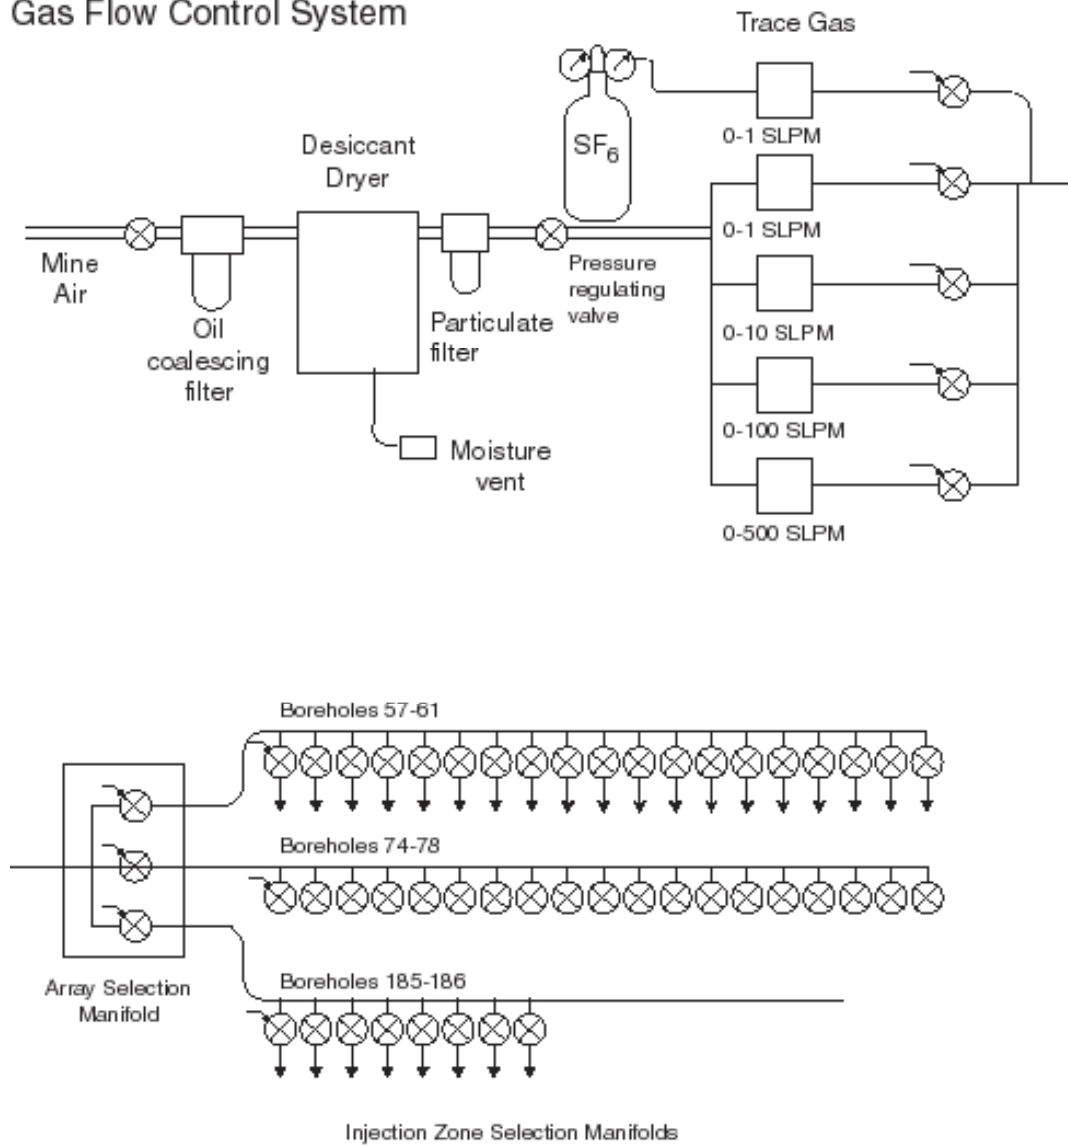 Gas Flow Control System
Trace Gas
SF6
0-1 SLPM
Desiccant
Dryer
0-1 SLPM
Mine
Air
Pressure
regulating
valve
Oil
coalescing
filter
Particulate
filter
0-10 SLPM
0-100 SLPM
Moisture
vent
0-500 SLPM
Boreholes 57-61
Boreholes 74-78
Boreholes 185-186
Array Selection
Manifold
Injection Zone Selection Manifolds